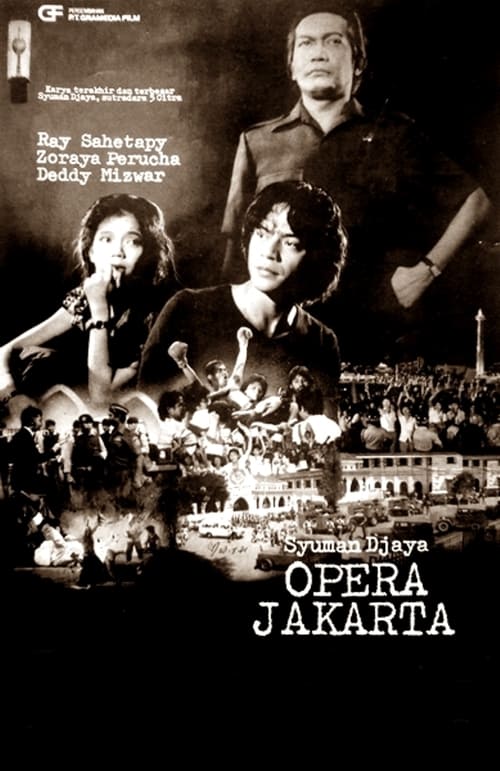 GF
PERSEMBAHAN
PT. GRAMEDIA FILM
Karya terakhir dan terbesar
Syuman Djaya, sutradara 5 Citra
Ray Sahetapy
Zoraya Perucha
Deddy Mizwar
Syuman Djaya
OPERA
JAKARTA